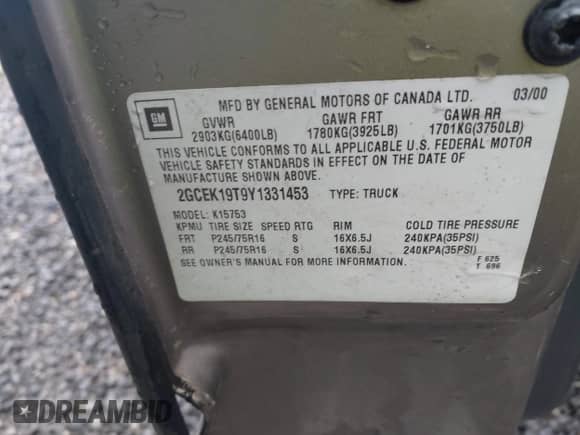 GM
MFD BY GENERAL MOTORS OF CANADA LTD. 03/00
GVWR GAWR FRT GAWR RR
2903KG(6400LB) 1780KG(3925LB) 1701KG(3750LB)
THIS VEHICLE CONFORMS TO ALL APPLICABLE U.S. FEDERAL MOTOR
VEHICLE SAFETY STANDARDS IN EFFECT ON THE DATE OF
MANUFACTURE SHOWN ABOVE.
2GCEK19T9Y1331453 TYPE: TRUCK
MODEL: K15753
KPMU TIRE SIZE SPEED RTG RIM COLD TIRE PRESSURE
FRT P245/75R16 S 16X6.5J 240KPA(35PSI)
RR P245/75R16 S 16X6.5J 240KPA(35PSI)
SEE OWNER'S MANUAL FOR MORE INFORMATION.
F 625
T 696
DREAMBID